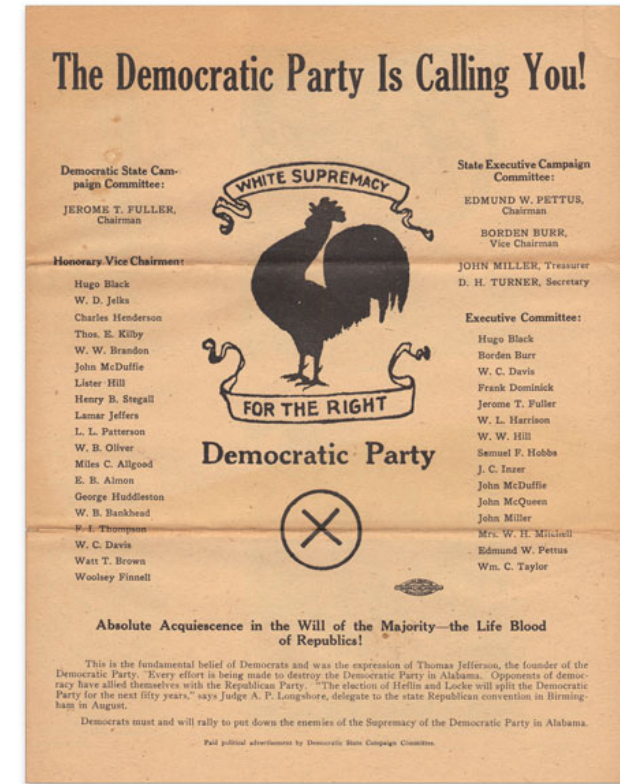 The Democratic Party Is Calling You!
Democratic State Cam-
paign Committee:
JEROME T. FULLER,
Chairman
Honorary Vice Chairmen:
Hugo Black
W. D. Jelks
Charles Henderson
Thos. E. Kilby
W. W. Brandon
John McDuffie
Lister Hill
Henry B. Stegall
Lamar Jeffers
L. L. Patterson
W. B. Oliver
Miles C. Allgood
E. B. Almon
George Huddleston
W. B. Bankhead
F. I. Thompson
W. C. Davis
Watt T. Brown
Woolsey Finnell
WHITE SUPREMACY
FOR THE RIGHT
Democratic Party
State Executive Campaign
Committee:
EDMUND W. PETTUS,
Chairman
BORDEN BURR,
Vice Chairman
JOHN MILLER, Treasurer
D. H. TURNER, Secretary
Executive Committee:
Hugo Black
Borden Burr
W. C. Davis
Frank Dominick
Jerome T. Fuller
W. L. Harrison
W. W. Hill
Samuel F. Hobbs
J. C. Inzer
John McDuffie
John McQueen
John Miller
Mrs. W. H. Mitchell
Edmund W. Pettus
Wm. C. Taylor
Absolute Acquiescence in the Will of the Majority—the Life Blood
of Republics!
This is the fundamental belief of Democrats and was the expression of Thomas Jefferson, the founder of the
Democratic Party. "Every effort is being made to destroy the Democratic Party in Alabama. Opponents of democ-
racy have allied themselves with the Republican Party. "The election of Heflin and Locke will split the Democratic
Party for the next fifty years," says Judge A. P. Longshore, delegate to the state Republican convention in Birming-
ham in August.
Democrats must and will rally to put down the enemies of the Supremacy of the Democratic Party in Alabama.
Paid political advertisement by Democratic State Campaign Committee.